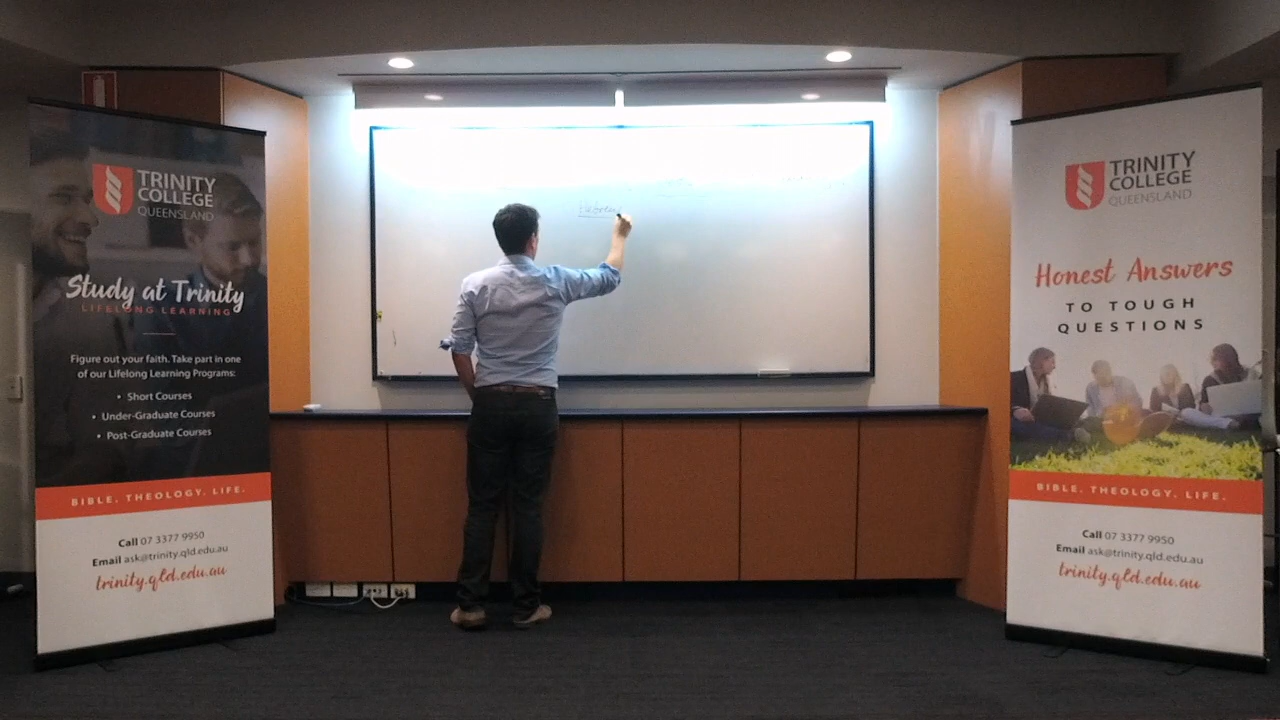 TRINITY
COLLEGE
QUEENSLAND
Study at Trinity
LIFELONG LEARNING
Figure out your faith. Take part in one
of our Lifelong Learning Programs:
• Short Courses
• Under-Graduate Courses
• Post-Graduate Courses
BIBLE. THEOLOGY. LIFE.
Call 07 3377 9950
Email ask@trinity.qld.edu.au
trinity.qld.edu.au
TRINITY
COLLEGE
QUEENSLAND
Honest Answers
TO TOUGH
QUESTIONS
BIBLE. THEOLOGY. LIFE.
Call 07 3377 9950
Email ask@trinity.qld.edu.au
trinity.qld.edu.au